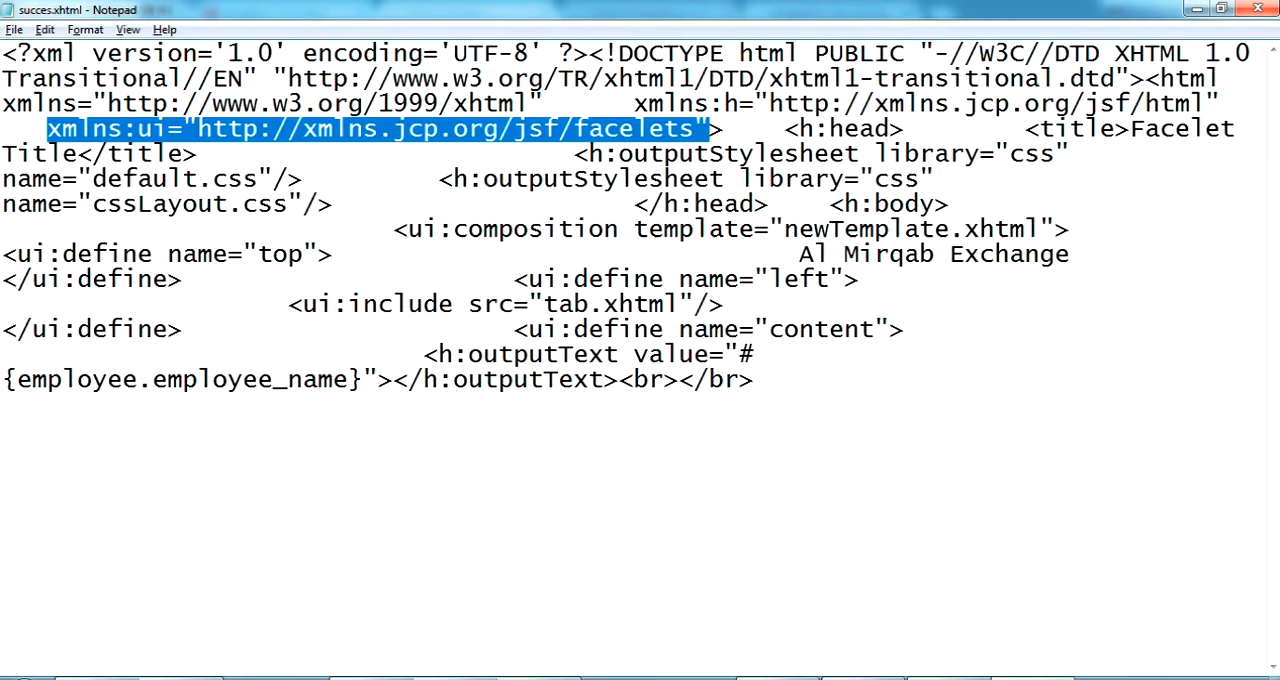 succes.xhtml - Notepad
File Edit Format View Help
<?xml version='1.0' encoding='UTF-8' ?><!DOCTYPE html PUBLIC "-//W3C//DTD XHTML 1.0
Transitional//EN" "http://www.w3.org/TR/xhtml1/DTD/xhtml1-transitional.dtd"><html
xmlns="http://www.w3.org/1999/xhtml" xmlns:h="http://xmlns.jcp.org/jsf/html"
xmlns:ui="http://xmlns.jcp.org/jsf/facelets"> <h:head> <title>Facelet
Title</title> <h:outputStylesheet library="css"
name="default.css"/> <h:outputStylesheet library="css"
name="cssLayout.css"/> </h:head> <h:body>
<ui:composition template="newTemplate.xhtml">
<ui:define name="top"> Al Mirqab Exchange
</ui:define> <ui:define name="left">
<ui:include src="tab.xhtml"/>
</ui:define> <ui:define name="content">
<h:outputText value="#
{employee.employee_name}"></h:outputText><br></br>